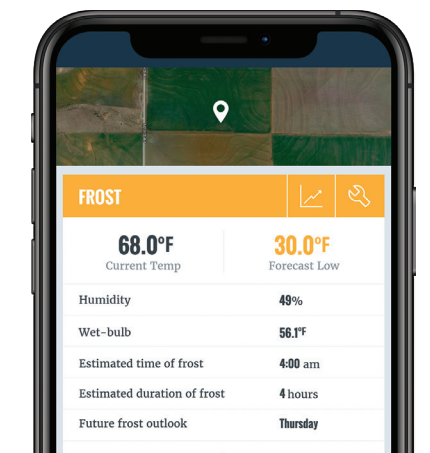 FROST
68.0°F 30.0°F
Current Temp Forecast Low
Humidity 49%
Wet-bulb 56.1°F
Estimated time of frost 4:00 am
Estimated duration of frost 4 hours
Future frost outlook Thursday